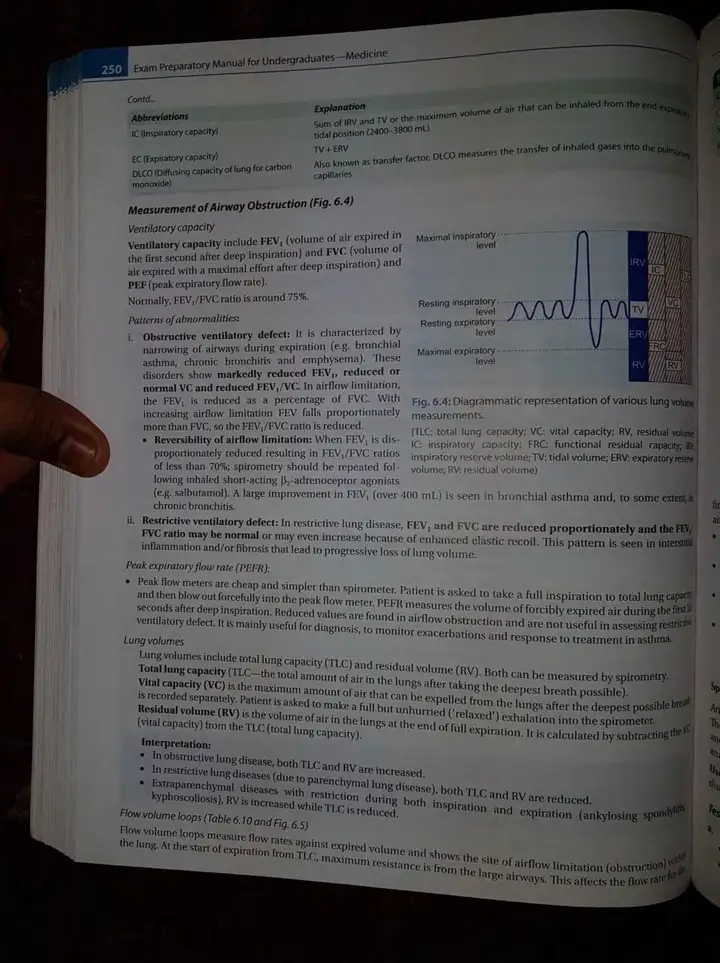 250 Exam Preparatory Manual for Undergraduates—Medicine
Contd...
Abbreviations Explanation
IC (Inspiratory capacity) Sum of IRV and TV or the maximum volume of air that can be inhaled from the end-expiratory
tidal position (2400–3800 mL)
EC (Expiratory capacity) TV + ERV
DLCO (Diffusing capacity of lung for carbon
monoxide)
Also known as transfer factor, DLCO measures the transfer of inhaled gases into the pulmonary
capillaries
Measurement of Airway Obstruction (Fig. 6.4)
Ventilatory capacity
Ventilatory capacity include FEV₁ (volume of air expired in
the first second after deep inspiration) and FVC (volume of
air expired with a maximal effort after deep inspiration) and
PEF (peak expiratory flow rate).
Normally, FEV₁/FVC ratio is around 75%.
Patterns of abnormalities:
i. Obstructive ventilatory defect: It is characterized by
narrowing of airways during expiration (e.g. bronchial
asthma, chronic bronchitis and emphysema). These
disorders show markedly reduced FEV₁, reduced or
normal VC and reduced FEV₁/VC. In airflow limitation,
the FEV₁ is reduced as a percentage of FVC. With
increasing airflow limitation FEV falls proportionately
more than FVC, so the FEV₁/FVC ratio is reduced.
• Reversibility of airflow limitation: When FEV₁ is dis-
proportionately reduced resulting in FEV₁/FVC ratios
of less than 70%; spirometry should be repeated fol-
lowing inhaled short-acting β₂-adrenoceptor agonists
(e.g. salbutamol). A large improvement in FEV₁ (over 400 mL) is seen in bronchial asthma and, to some extent, in
chronic bronchitis.
Maximal inspiratory
level
Resting inspiratory
level
Resting expiratory
level
Maximal expiratory
level
IRV
TV
ERV
RV
IC
FRC
VC
RV
Fig. 6.4: Diagrammatic representation of various lung volume
measurements.
(TLC: total lung capacity; VC: vital capacity; RV, residual volume
IC: inspiratory capacity; FRC: functional residual capacity;
inspiratory reserve volume; TV: tidal volume; ERV: expiratory reserve
volume; RV: residual volume)
ii. Restrictive ventilatory defect: In restrictive lung disease, FEV₁ and FVC are reduced proportionately and the FEV₁
FVC ratio may be normal or may even increase because of enhanced elastic recoil. This pattern is seen in interstitial
inflammation and/or fibrosis that lead to progressive loss of lung volume.
Peak expiratory flow rate (PEFR):
• Peak flow meters are cheap and simpler than spirometer. Patient is asked to take a full inspiration to total lung capacity
and then blow out forcefully into the peak flow meter. PEFR measures the volume of forcibly expired air during the first
seconds after deep inspiration. Reduced values are found in airflow obstruction and are not useful in assessing restrictive
ventilatory defect. It is mainly useful for diagnosis, to monitor exacerbations and response to treatment in asthma.
Lung volumes
Lung volumes include total lung capacity (TLC) and residual volume (RV). Both can be measured by spirometry.
Total lung capacity (TLC—the total amount of air in the lungs after taking the deepest breath possible).
Vital capacity (VC) is the maximum amount of air that can be expelled from the lungs after the deepest possible breath
is recorded separately. Patient is asked to make a full but unhurried ('relaxed') exhalation into the spirometer.
Residual volume (RV) is the volume of air in the lungs at the end of full expiration. It is calculated by subtracting the VC
(vital capacity) from the TLC (total lung capacity).
Interpretation:
• In obstructive lung disease, both TLC and RV are increased.
• In restrictive lung diseases (due to parenchymal lung disease), both TLC and RV are reduced.
• Extraparenchymal diseases with restriction during both inspiration and expiration (ankylosing spondylitis,
kyphoscoliosis), RV is increased while TLC is reduced.
Flow volume loops (Table 6.10 and Fig. 6.5)
Flow volume loops measure flow rates against expired volume and shows the site of airflow limitation (obstruction) within
the lung. At the start of expiration from TLC, maximum resistance is from the large airways. This affects the flow rate for